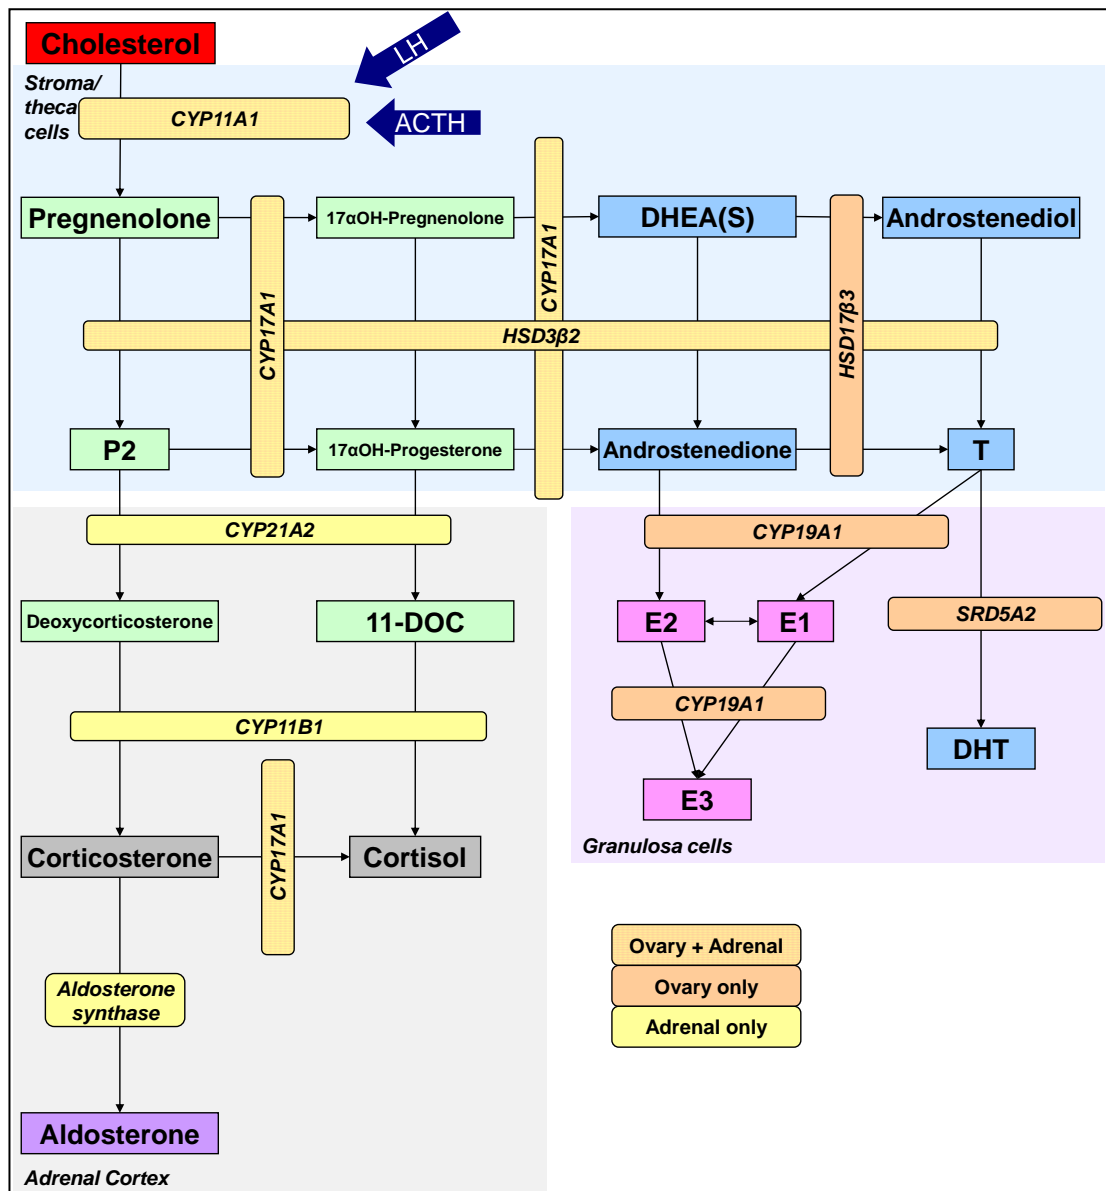 Cholesterol
LH
Stroma/
theca
cells
CYP11A1
ACTH
Pregnenolone
17αOH-Pregnenolone
DHEA(S)
Androstenediol
CYP17A1
CYP17A1
HSD17β3
HSD3β2
P2
17αOH-Progesterone
Androstenedione
T
CYP21A2
CYP19A1
Deoxycorticosterone
11-DOC
E2
E1
SRD5A2
CYP19A1
CYP11B1
DHT
E3
CYP17A1
Granulosa cells
Corticosterone
Cortisol
Ovary + Adrenal
Ovary only
Adrenal only
Aldosterone
synthase
Aldosterone
Adrenal Cortex